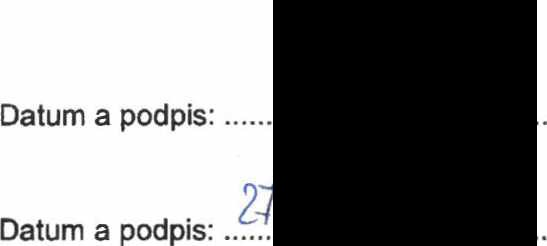 Datum a podpis: ......
Datum a podpis: ...... 27